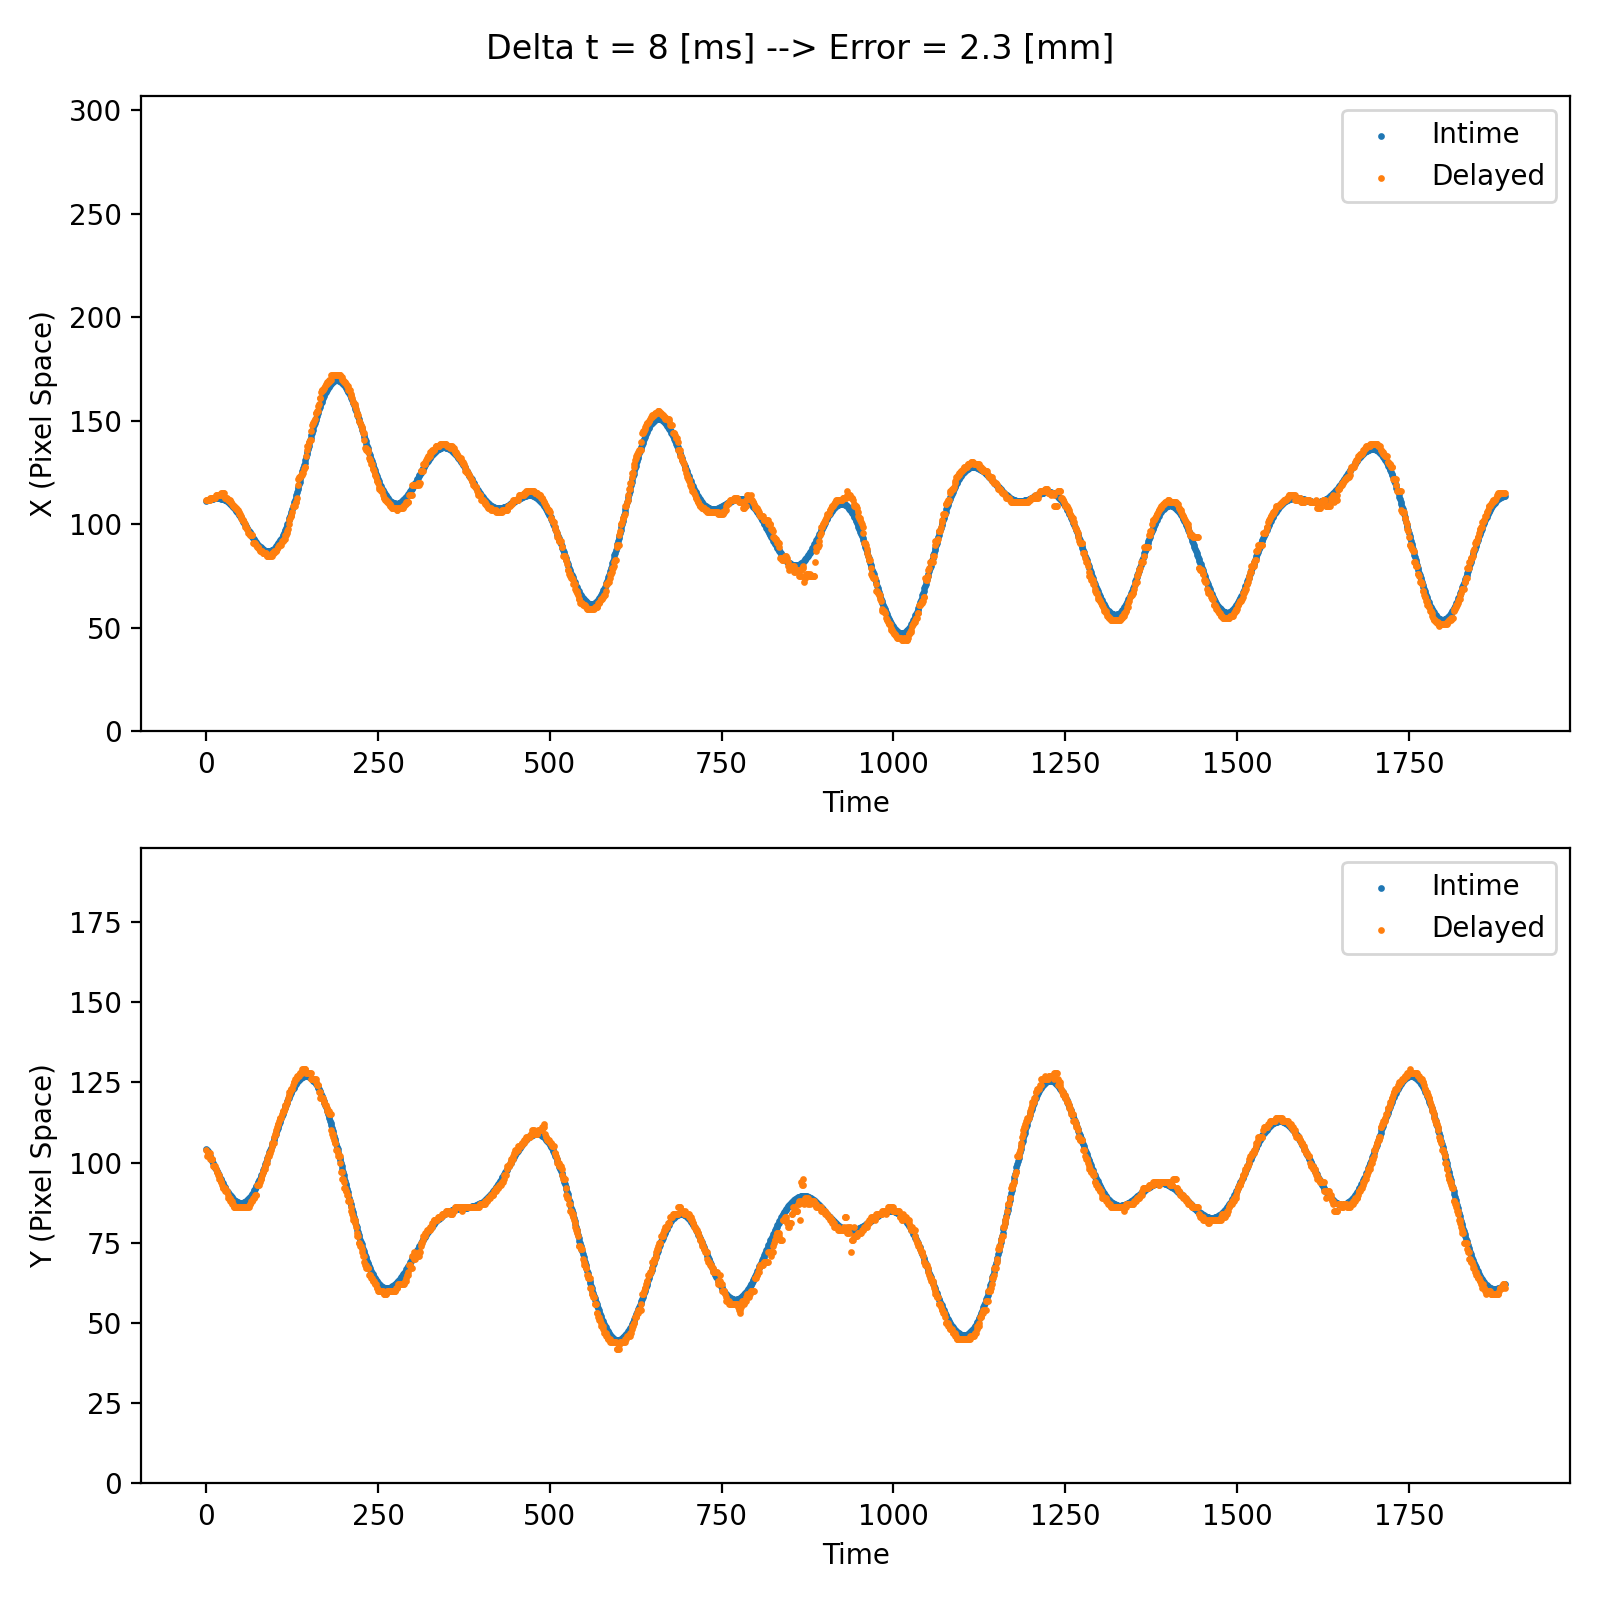 Delta t = 8 [ms] --> Error = 2.3 [mm]
300
250
200
150
100
50
0
X (Pixel Space)
Intime
Delayed
0 250 500 750 1000 1250 1500 1750
Time
175
150
125
100
75
50
25
0
Y (Pixel Space)
Intime
Delayed
0 250 500 750 1000 1250 1500 1750
Time